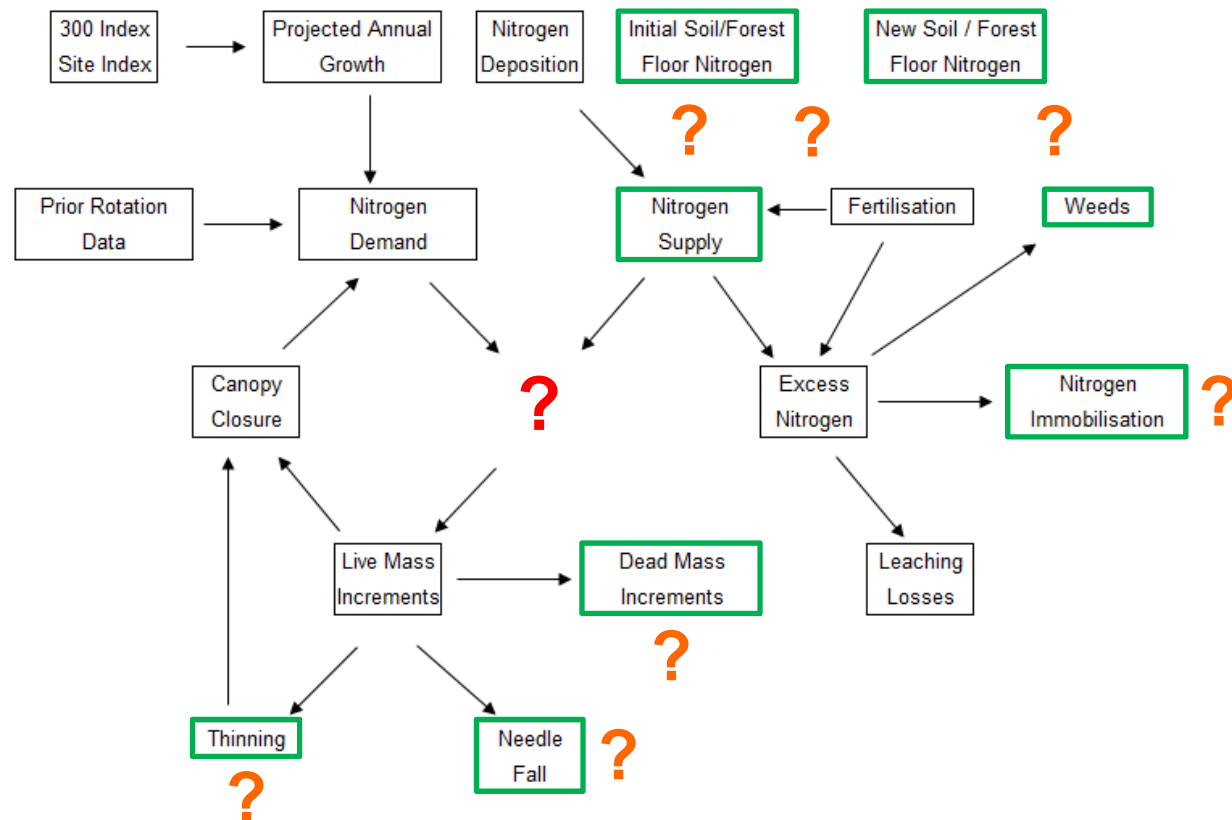 300 Index
Site Index
Projected Annual
Growth
Nitrogen
Deposition
Initial Soil/Forest
Floor Nitrogen
New Soil / Forest
Floor Nitrogen
?
?
?
Prior Rotation
Data
Nitrogen
Demand
Nitrogen
Supply
Fertilisation
Weeds
Canopy
Closure
?
Excess
Nitrogen
Nitrogen
Immobilisation
?
Live Mass
Increments
Dead Mass
Increments
?
Leaching
Losses
Thinning
?
Needle
Fall
?